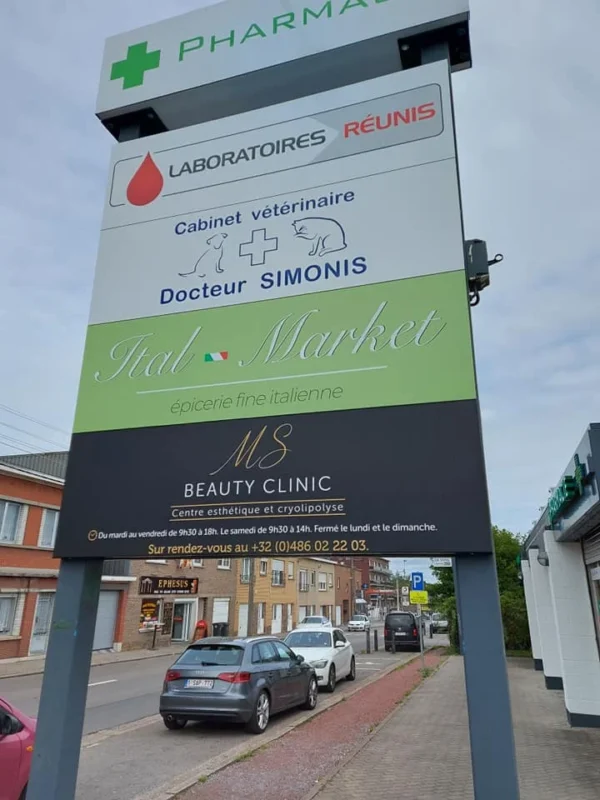 LABORATOIRES RÉUNIS
Cabinet vétérinaire
Docteur SIMONIS
Ital Market
épicerie fine italienne
MS
BEAUTY CLINIC
Centre esthétique et cryolipolyse
Du mardi au vendredi de 9h30 à 18h. Le samedi de 9h30 à 14h. Fermé le lundi et le dimanche.
Sur rendez-vous au +32 (0)486 02 22 03.
EPHESUS
P